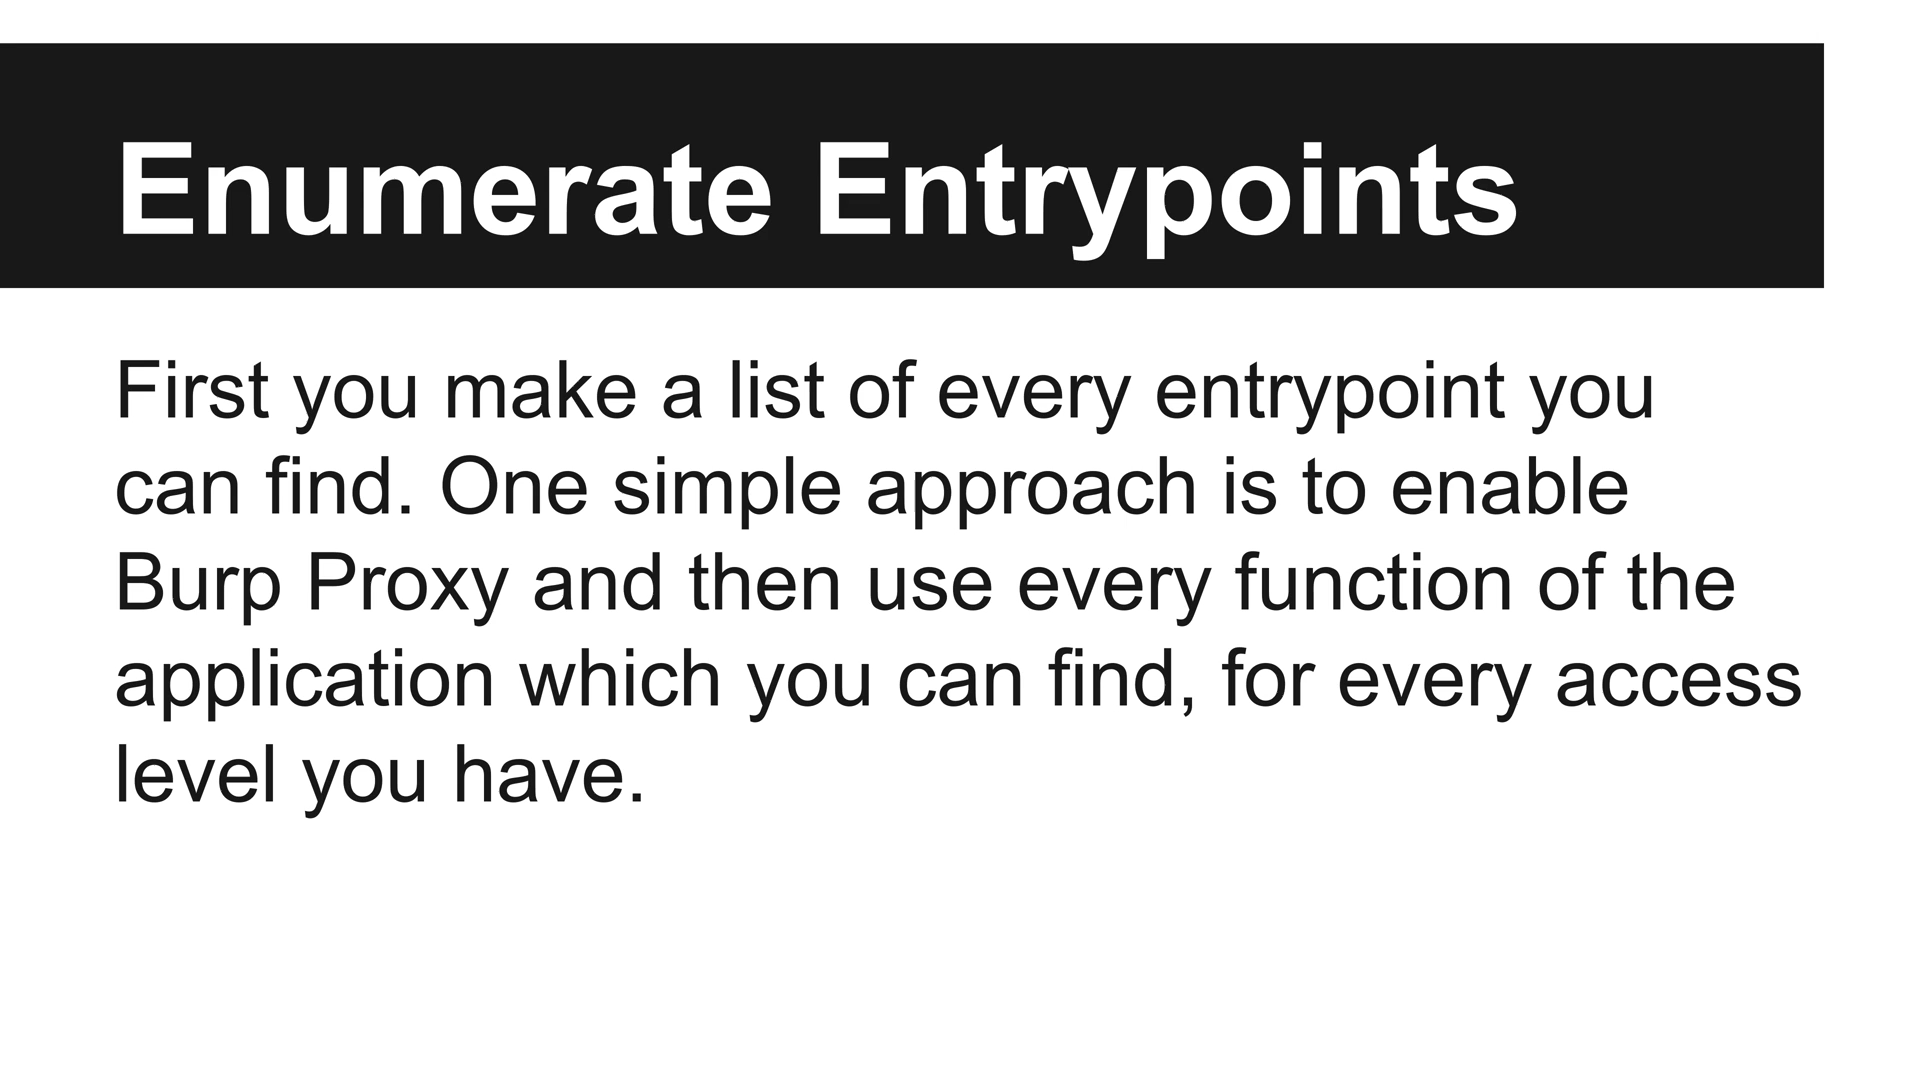 Enumerate Entrypoints
First you make a list of every entrypoint you
can find. One simple approach is to enable
Burp Proxy and then use every function of the
application which you can find, for every access
level you have.